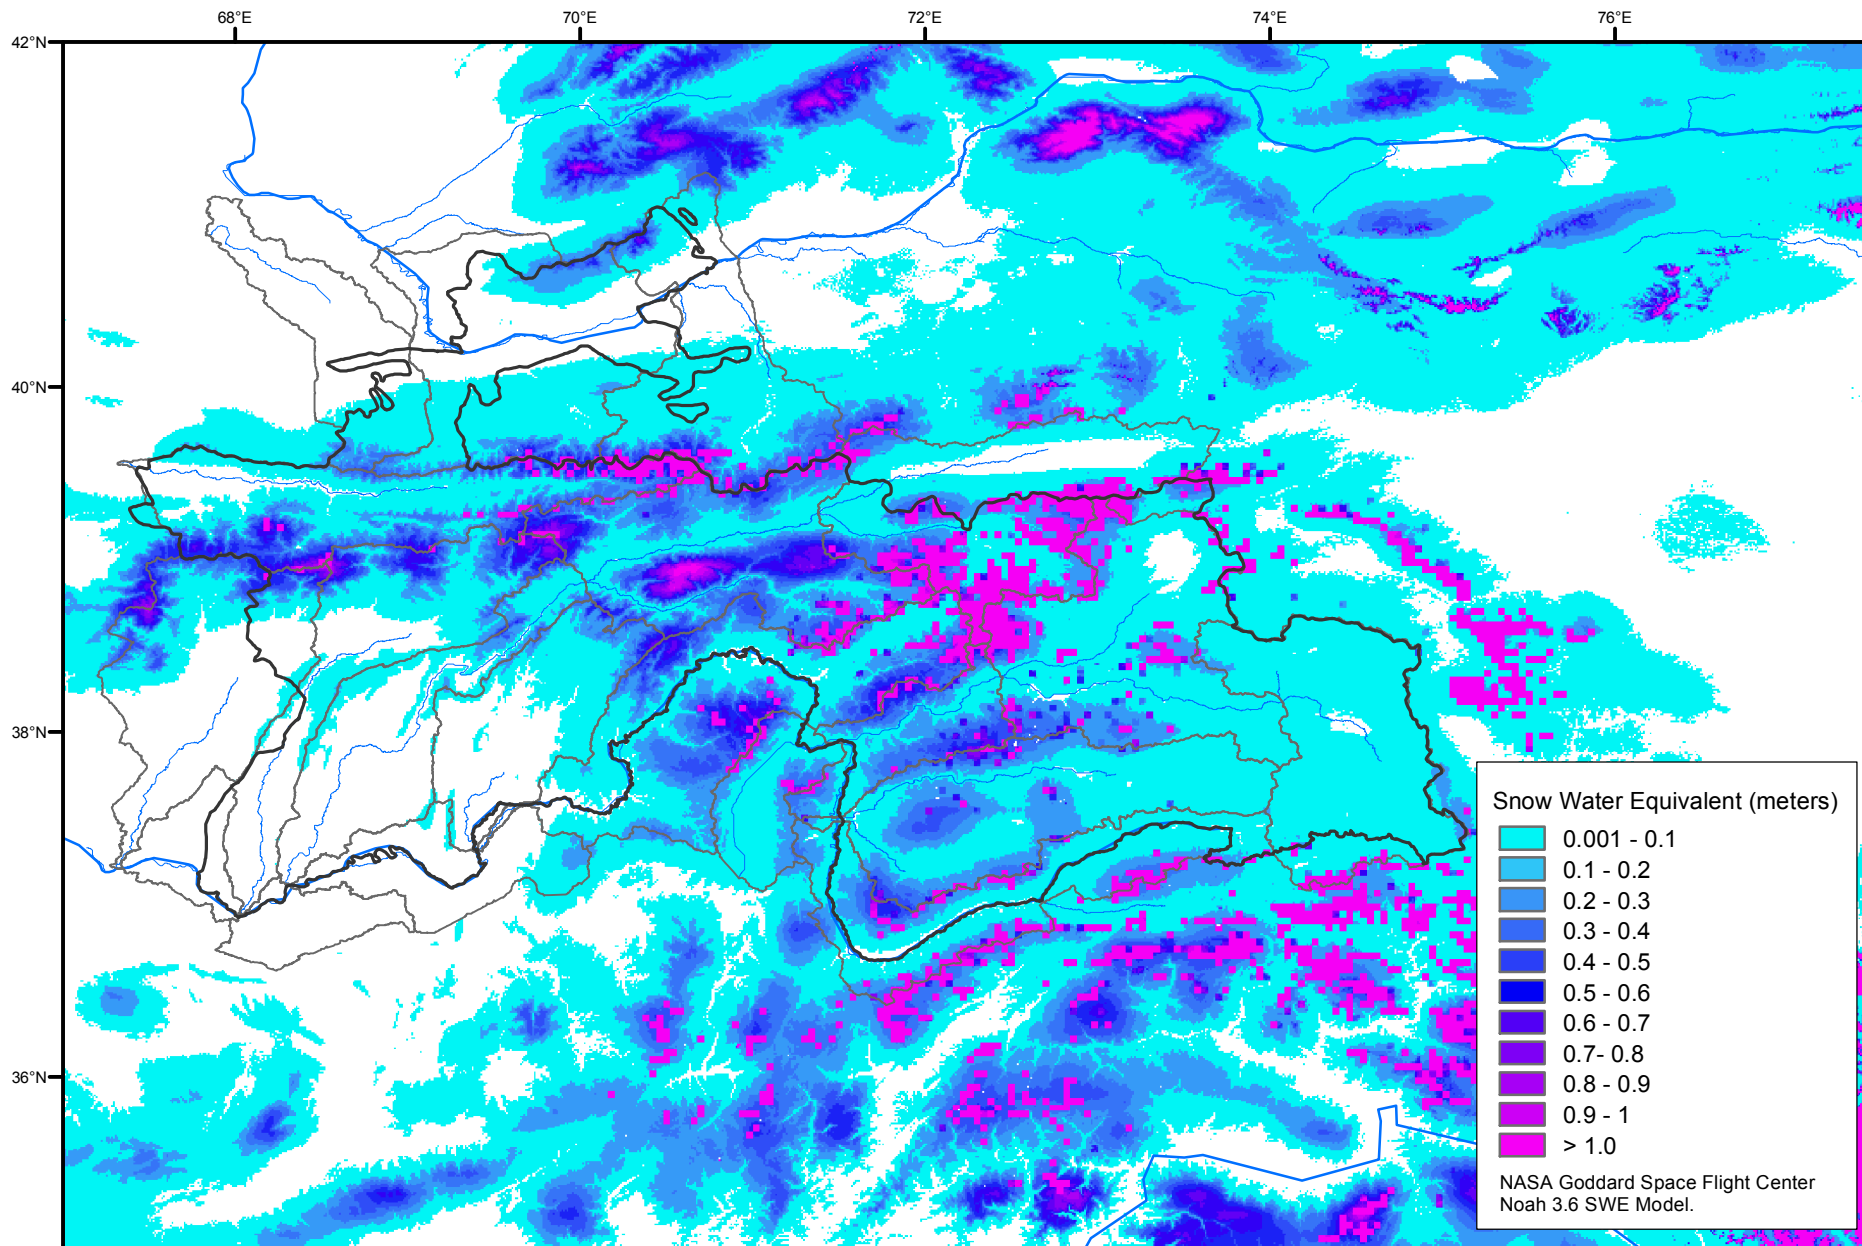 68°E
70°E
72°E
74°E
76°E
42°N
40°N
38°N
36°N
Snow Water Equivalent (meters)
0.001 - 0.1
0.1 - 0.2
0.2 - 0.3
0.3 - 0.4
0.4 - 0.5
0.5 - 0.6
0.6 - 0.7
0.7- 0.8
0.8 - 0.9
0.9 - 1
> 1.0
NASA Goddard Space Flight Center
Noah 3.6 SWE Model.